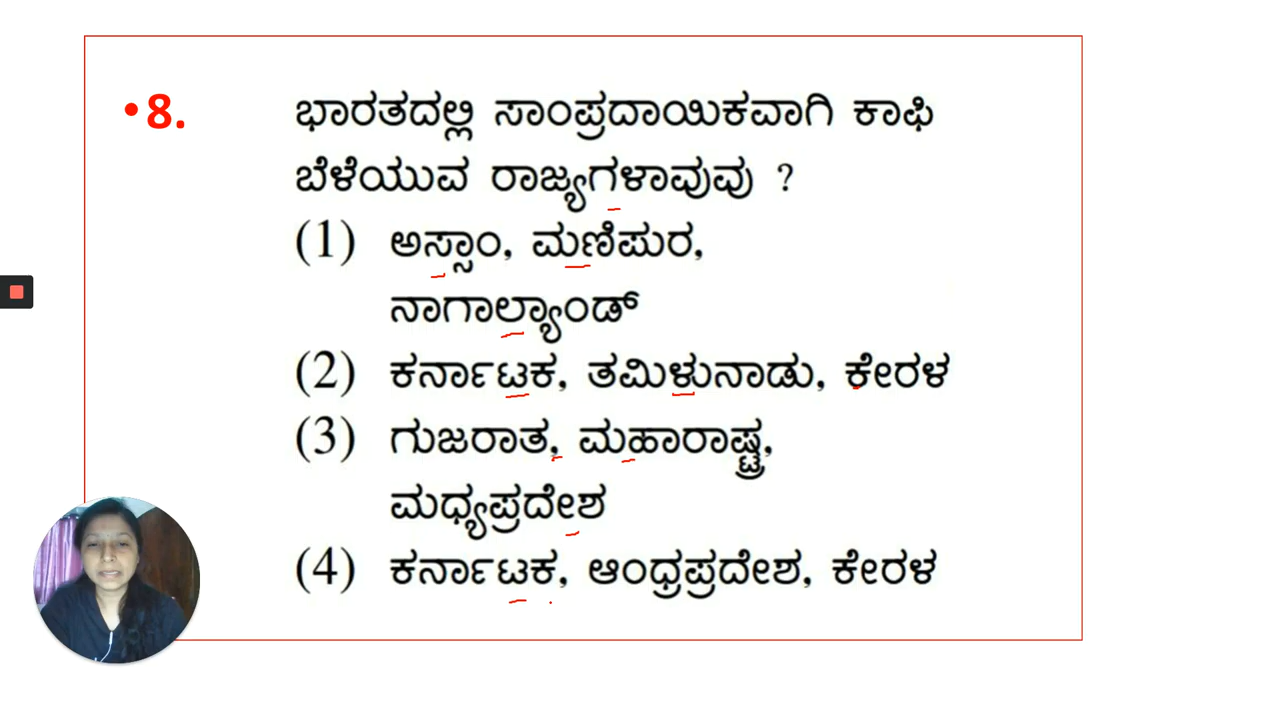 •8. ಭಾರತದಲ್ಲಿ ಸಾಂಪ್ರದಾಯಿಕವಾಗಿ ಕಾಫಿ
ಬೆಳೆಯುವ ರಾಜ್ಯಗಳಾವುವು ?
(1) ಅಸ್ಸಾಂ, ಮಣಿಪುರ,
ನಾಗಾಲ್ಯಾಂಡ್
(2) ಕರ್ನಾಟಕ, ತಮಿಳುನಾಡು, ಕೇರಳ
(3) ಗುಜರಾತ, ಮಹಾರಾಷ್ಟ್ರ,
ಮಧ್ಯಪ್ರದೇಶ
(4) ಕರ್ನಾಟಕ, ಆಂಧ್ರಪ್ರದೇಶ, ಕೇರಳ